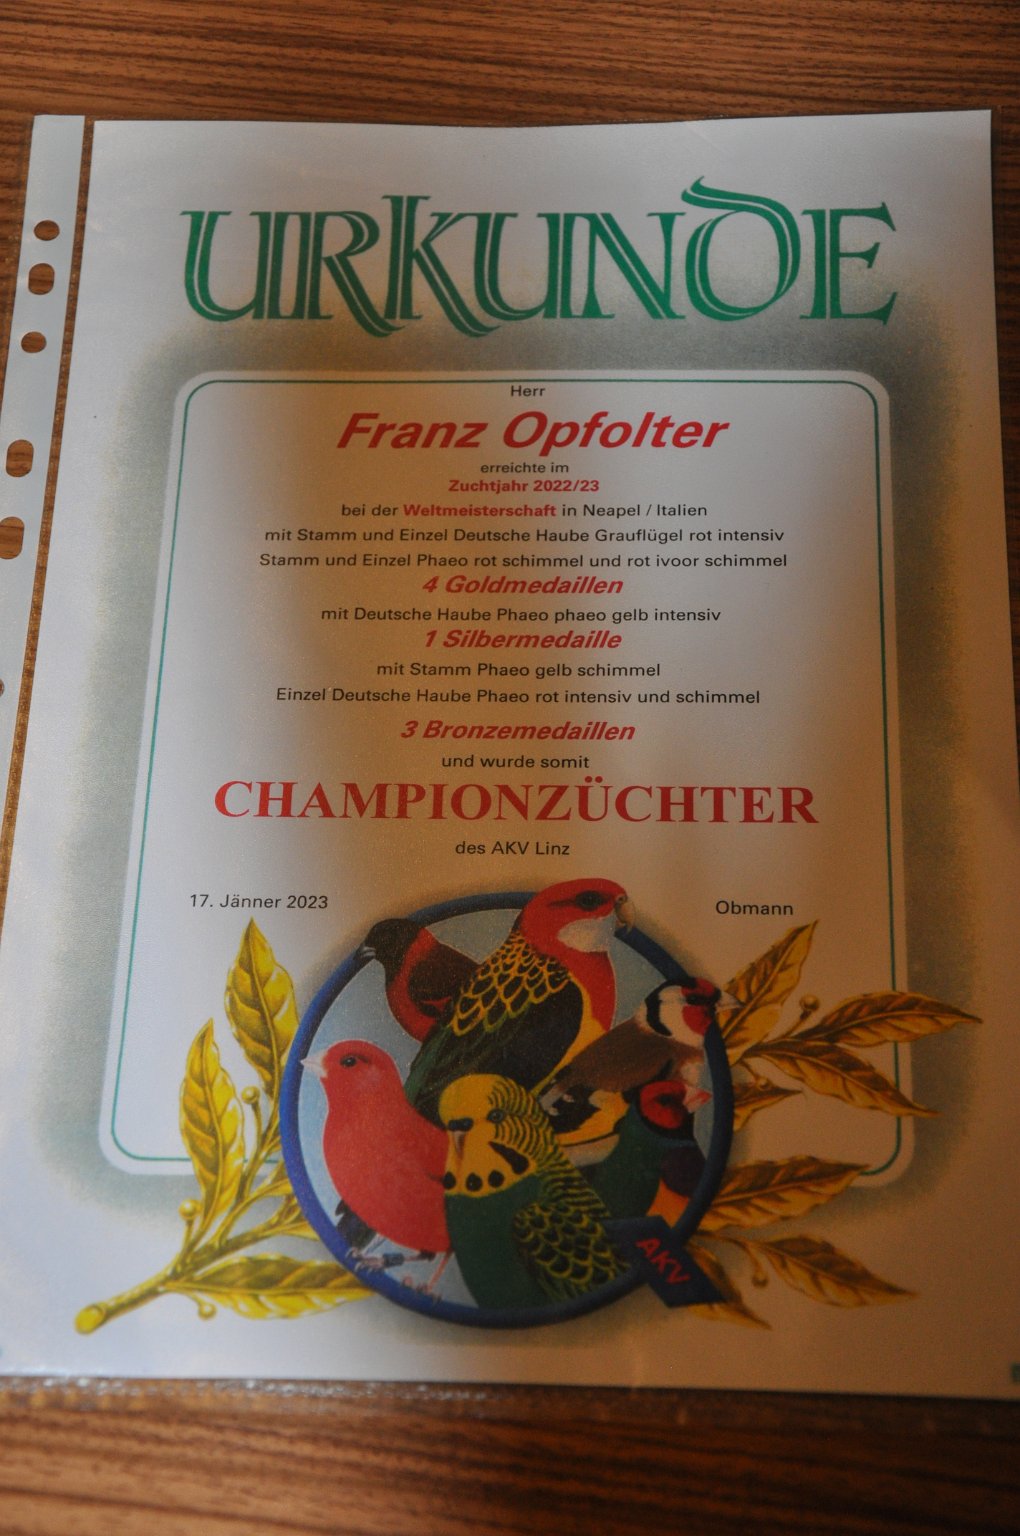 URKUNDE
Herr
Franz Opfolter
erreichte im
Zuchtjahr 2022/23
bei der Weltmeisterschaft in Neapel / Italien
mit Stamm und Einzel Deutsche Haube Grauflügel rot intensiv
Stamm und Einzel Phaeo rot schimmel und rot ivoor schimmel
4 Goldmedaillen
mit Deutsche Haube Phaeo phaeo gelb intensiv
1 Silbermedaille
mit Stamm Phaeo gelb schimmel
Einzel Deutsche Haube Phaeo rot intensiv und schimmel
3 Bronzemedaillen
und wurde somit
CHAMPIONZÜCHTER
des AKV Linz
17. Jänner 2023
Obmann
AKV